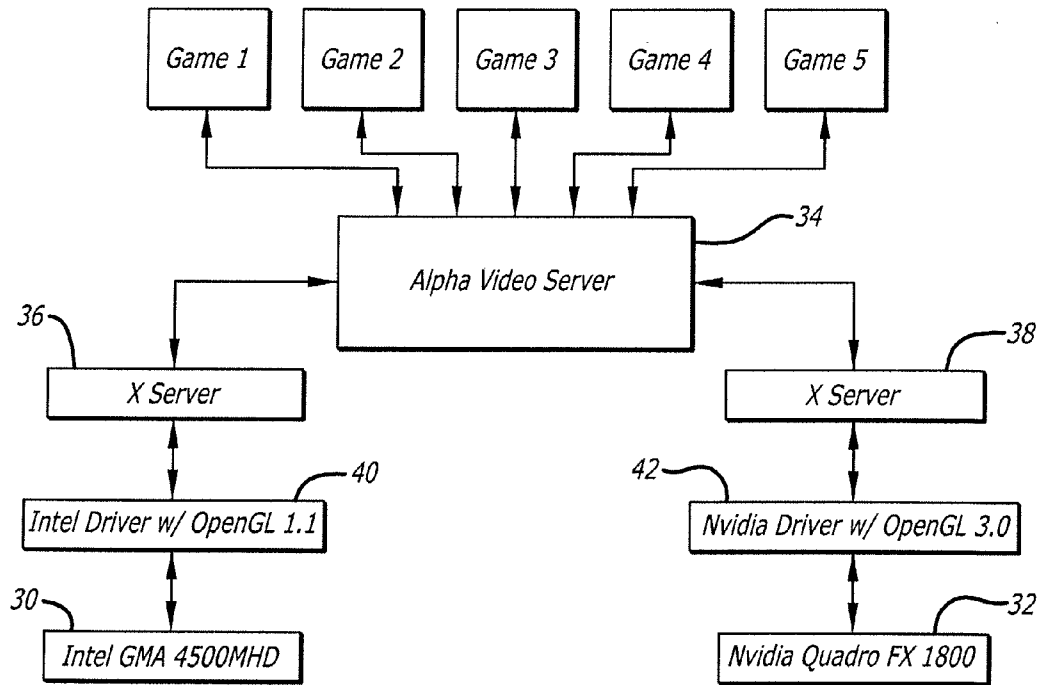 Game 1
Game 2
Game 3
Game 4
Game 5
34
Alpha Video Server
36
X Server
38
X Server
40
Intel Driver w/ OpenGL 1.1
42
Nvidia Driver w/ OpenGL 3.0
30
Intel GMA 4500MHD
32
Nvidia Quadro FX 1800